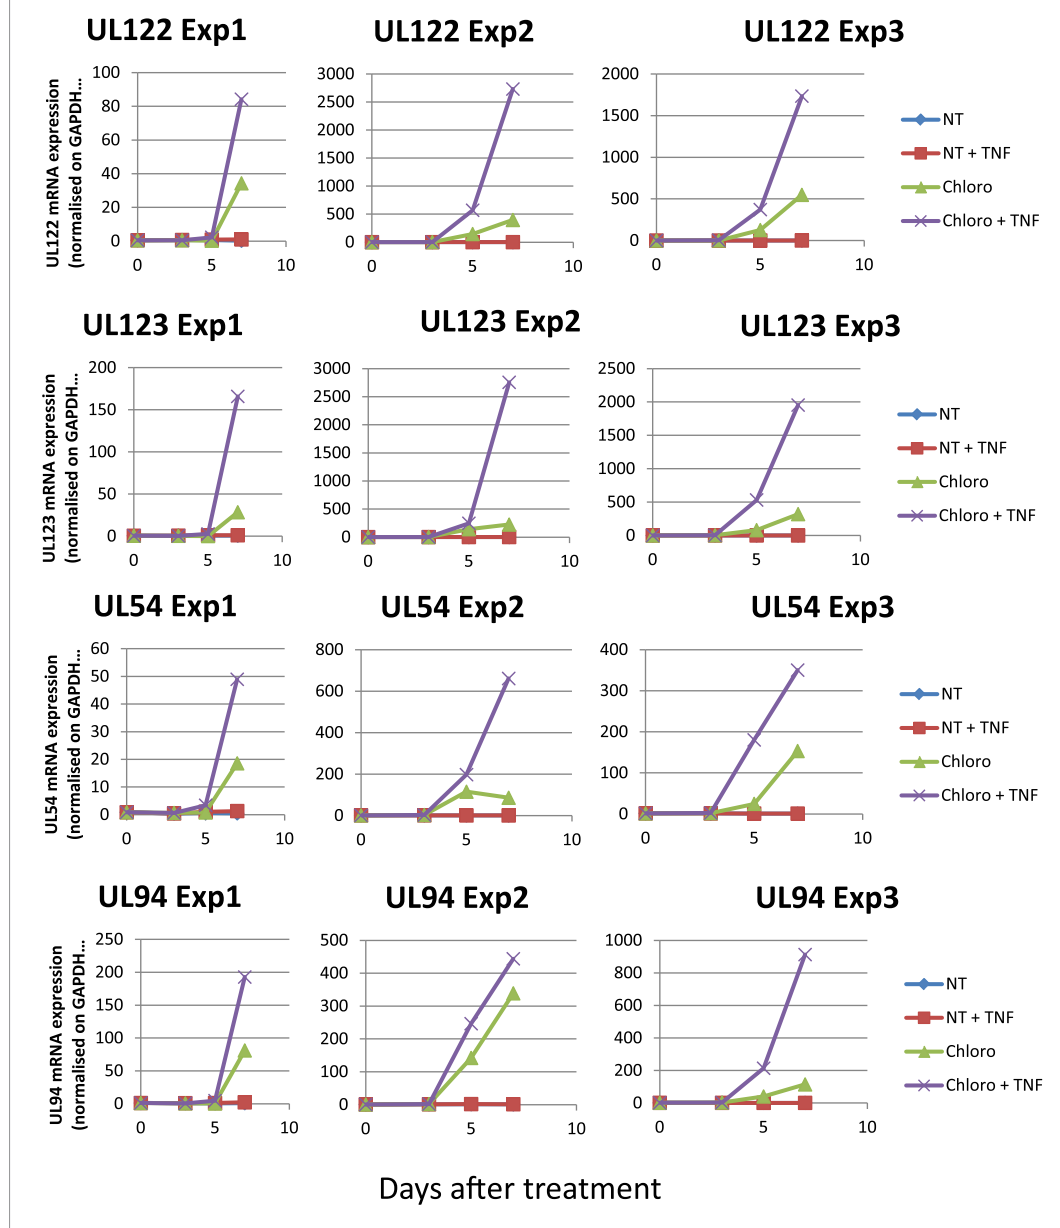 UL122 Exp1
UL122 Exp2
UL122 Exp3
UL122 mRNA expression
(normalised on GAPDH...
100
80
60
40
20
0
0 5 10
3000
2500
2000
1500
1000
500
0
0 5 10
2000
1500
1000
500
0
0 5 10
NT
NT + TNF
Chloro
Chloro + TNF
UL123 Exp1
UL123 Exp2
UL123 Exp3
UL123 mRNA expression
(normalised on GAPDH...
200
150
100
50
0
0 5 10
3000
2500
2000
1500
1000
500
0
0 5 10
2500
2000
1500
1000
500
0
0 5 10
NT
NT + TNF
Chloro
Chloro + TNF
UL54 Exp1
UL54 Exp2
UL54 Exp3
UL54 mRNA expression
(normalised on GAPDH...
60
50
40
30
20
10
0
0 5 10
800
600
400
200
0
0 5 10
400
300
200
100
0
0 5 10
NT
NT + TNF
Chloro
Chloro + TNF
UL94 Exp1
UL94 Exp2
UL94 Exp3
UL94 mRNA expression
(normalised on GAPDH...
250
200
150
100
50
0
0 5 10
500
400
300
200
100
0
0 5 10
1000
800
600
400
200
0
0 5 10
NT
NT + TNF
Chloro
Chloro + TNF
Days after treatment